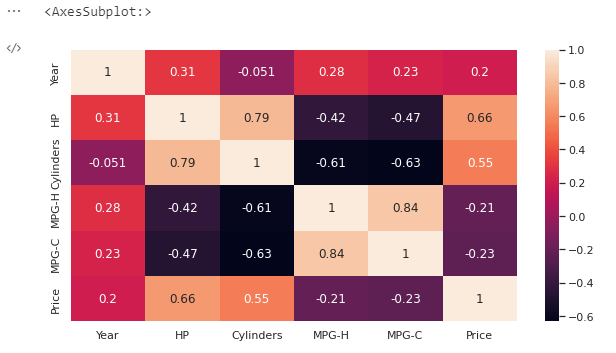 ... <AxesSubplot:>
</>
Year 1 0.31 -0.051 0.28 0.23 0.2
HP 0.31 1 0.79 -0.42 -0.47 0.66
Cylinders -0.051 0.79 1 -0.61 -0.63 0.55
MPG-H 0.28 -0.42 -0.61 1 0.84 -0.21
MPG-C 0.23 -0.47 -0.63 0.84 1 -0.23
Price 0.2 0.66 0.55 -0.21 -0.23 1
Year HP Cylinders MPG-H MPG-C Price
1.0
0.8
0.6
0.4
0.2
0.0
-0.2
-0.4
-0.6